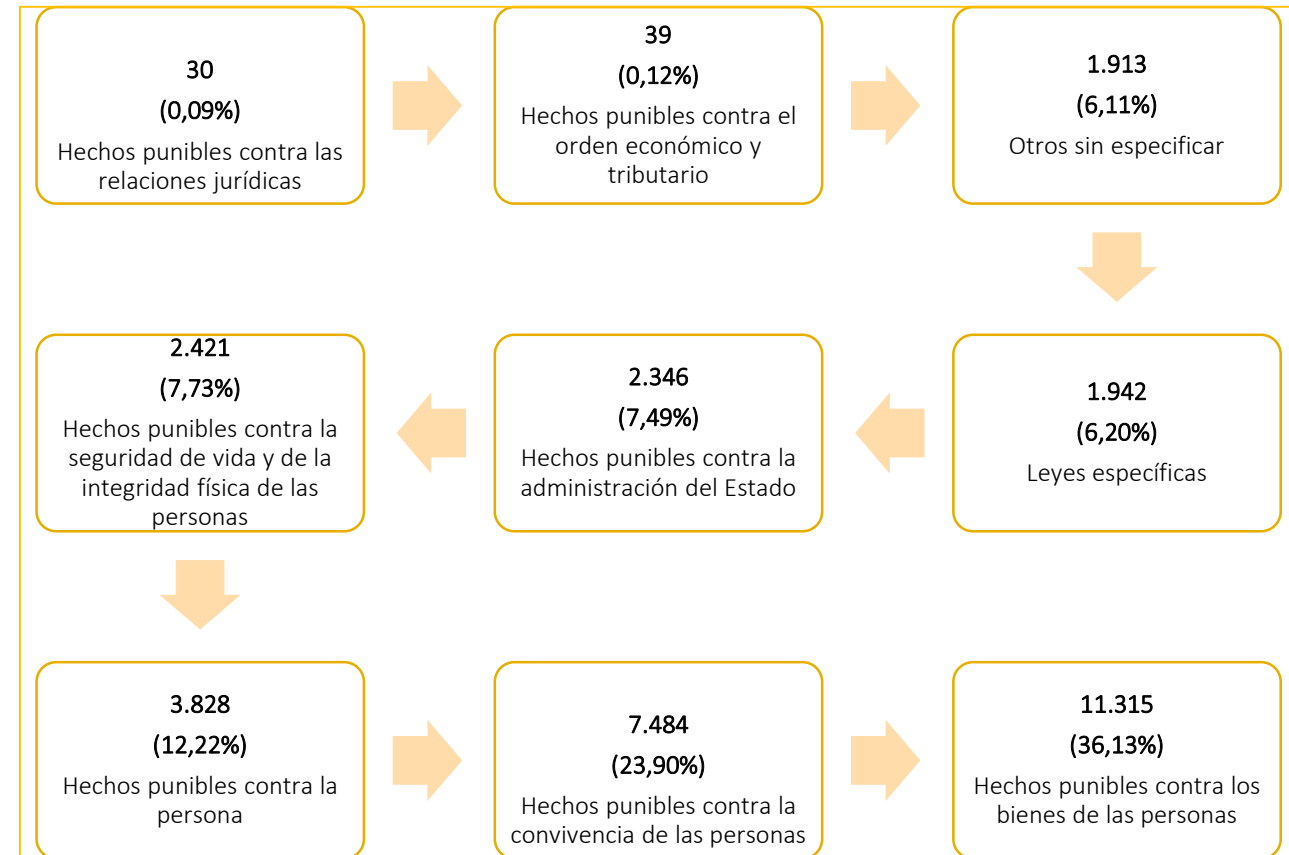 30
(0,09%)
Hechos punibles contra las
relaciones jurídicas
39
(0,12%)
Hechos punibles contra el
orden económico y
tributario
1.913
(6,11%)
Otros sin especificar
1.942
(6,20%)
Leyes específicas
2.346
(7,49%)
Hechos punibles contra la
administración del Estado
2.421
(7,73%)
Hechos punibles contra la
seguridad de vida y de la
integridad física de las
personas
3.828
(12,22%)
Hechos punibles contra la
persona
7.484
(23,90%)
Hechos punibles contra la
convivencia de las personas
11.315
(36,13%)
Hechos punibles contra los
bienes de las personas